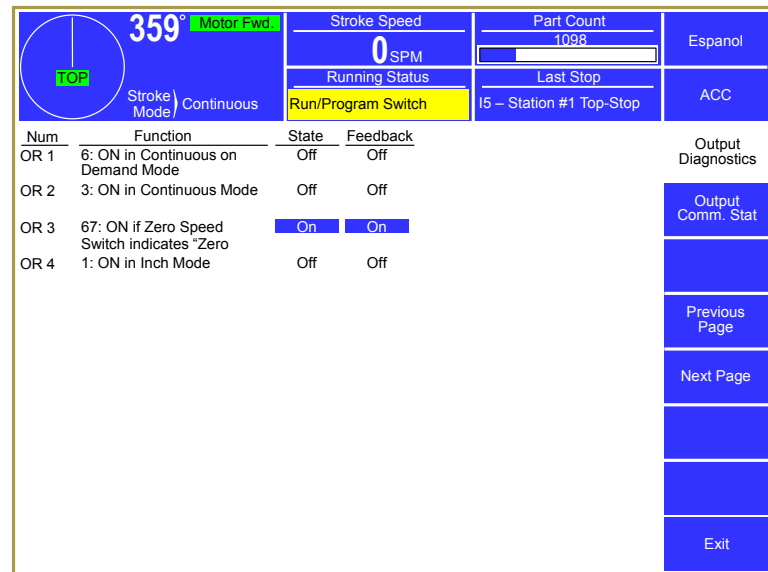 359° Motor Fwd.
TOP
Stroke Mode) Continuous
Stroke Speed
0 SPM
Part Count
1098
Running Status
Run/Program Switch
Last Stop
I5 – Station #1 Top-Stop
Espanol
ACC
Num Function State Feedback
OR 1 6: ON in Continuous on Off Off
Demand Mode
OR 2 3: ON in Continuous Mode Off Off
OR 3 67: ON if Zero Speed On On
Switch indicates “Zero
OR 4 1: ON in Inch Mode Off Off
Output
Diagnostics
Output
Comm. Stat
Previous
Page
Next Page
Exit